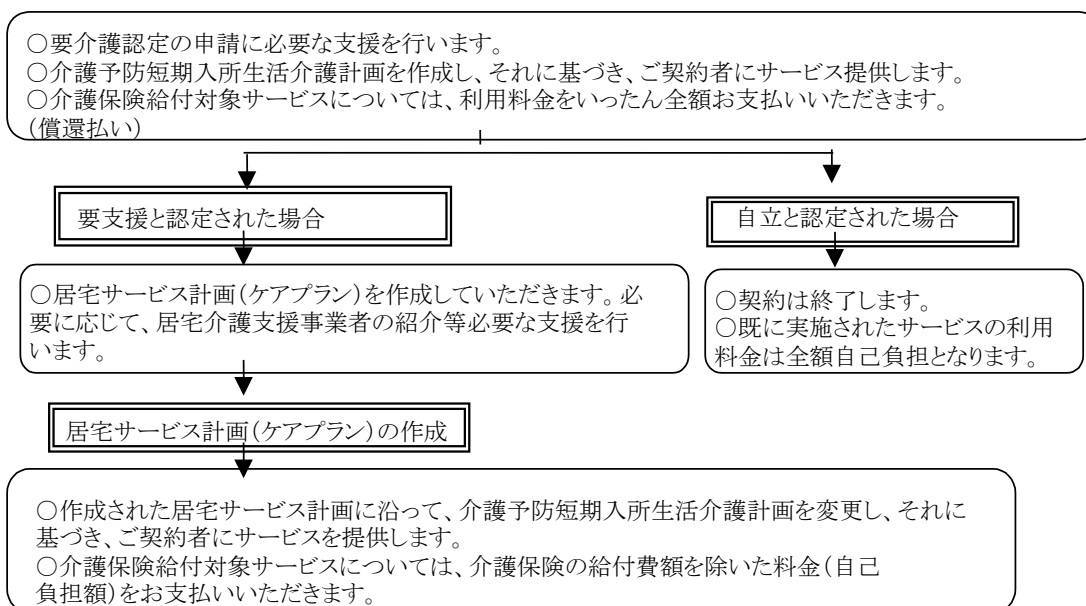 ○要介護認定の申請に必要な支援を行います。
○介護予防短期入所生活介護計画を作成し、それに基づき、ご契約者にサービス提供します。
○介護保険給付対象サービスについては、利用料金をいったん全額お支払いいただきます。
(償還払い)
要支援と認定された場合
自立と認定された場合
○居宅サービス計画(ケアプラン)を作成していただきます。必
要に応じて、居宅介護支援事業者の紹介等必要な支援を行
います。
○契約は終了します。
○既に実施されたサービスの利用
料金は全額自己負担となります。
居宅サービス計画(ケアプラン)の作成
○作成された居宅サービス計画に沿って、介護予防短期入所生活介護計画を変更し、それに
基づき、ご契約者にサービスを提供します。
○介護保険給付対象サービスについては、介護保険の給付費額を除いた料金(自己
負担額)をお支払いいただきます。